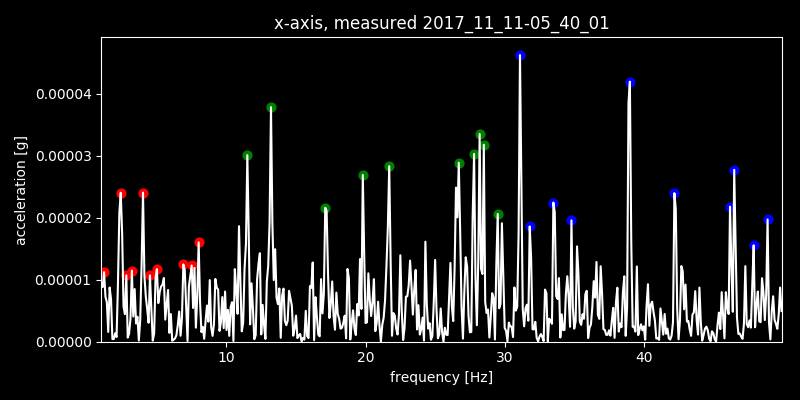 x-axis, measured 2017_11_11-05_40_01
acceleration [g]
0.00004
0.00003
0.00002
0.00001
0.00000
10 20 30 40
frequency [Hz]